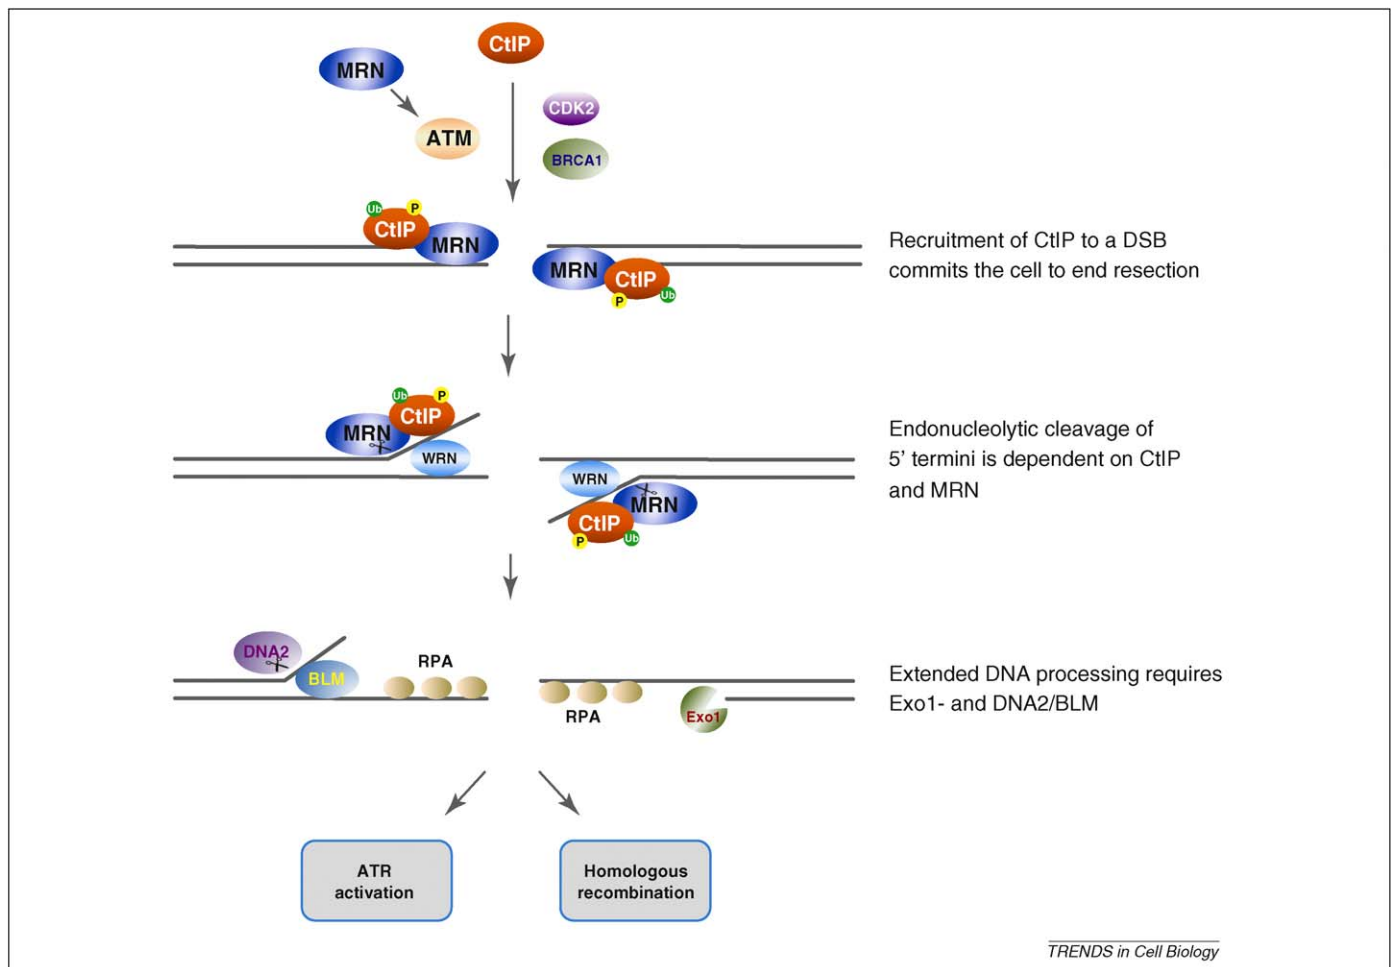 CtIP
MRN
CDK2
ATM
BRCA1
Ub P
CtIP
MRN
MRN
CtIP
P Ub
Recruitment of CtIP to a DSB
commits the cell to end resection
Ub P
CtIP
MRN
WRN
WRN
MRN
CtIP
P Ub
Endonucleolytic cleavage of
5' termini is dependent on CtIP
and MRN
DNA2
BLM
RPA
RPA
Exo1
Extended DNA processing requires
Exo1- and DNA2/BLM
ATR
activation
Homologous
recombination
TRENDS in Cell Biology